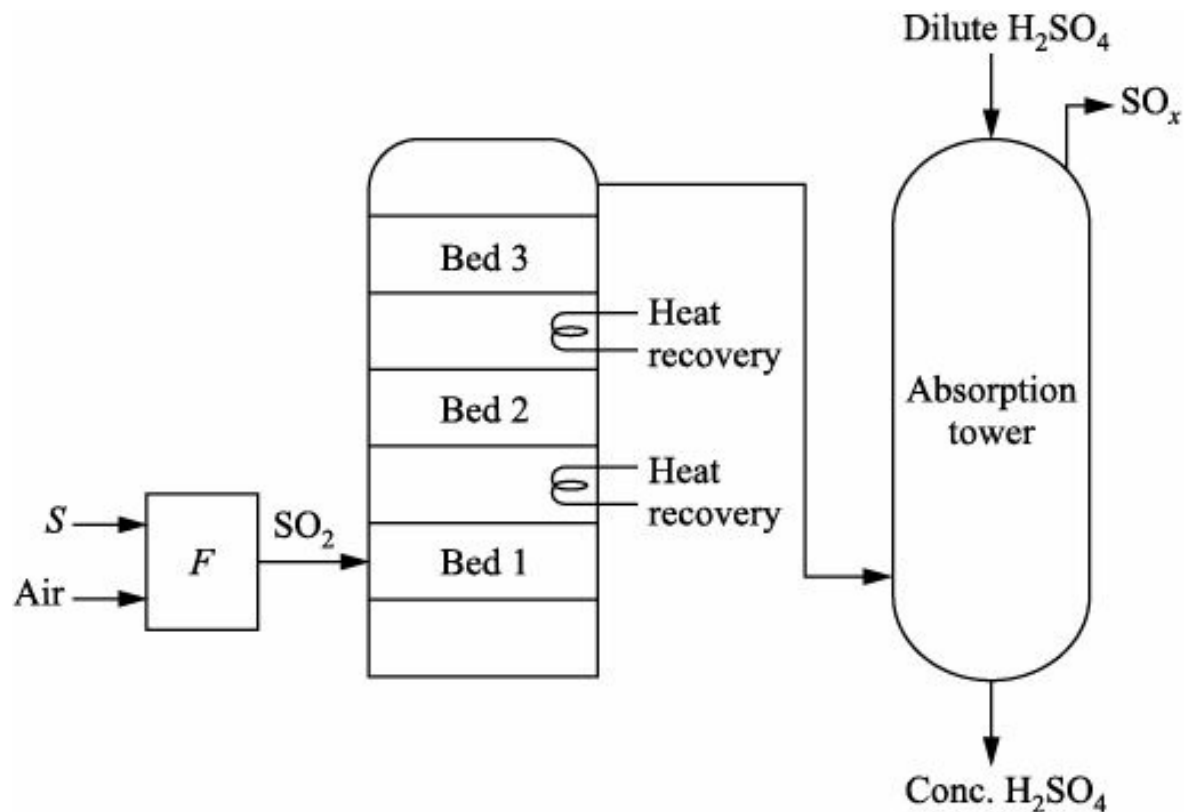 Dilute H₂SO₄
SOₓ
Bed 3
Heat
recovery
Bed 2
Absorption
tower
Heat
recovery
S
SO₂
F
Bed 1
Air
Conc. H₂SO₄